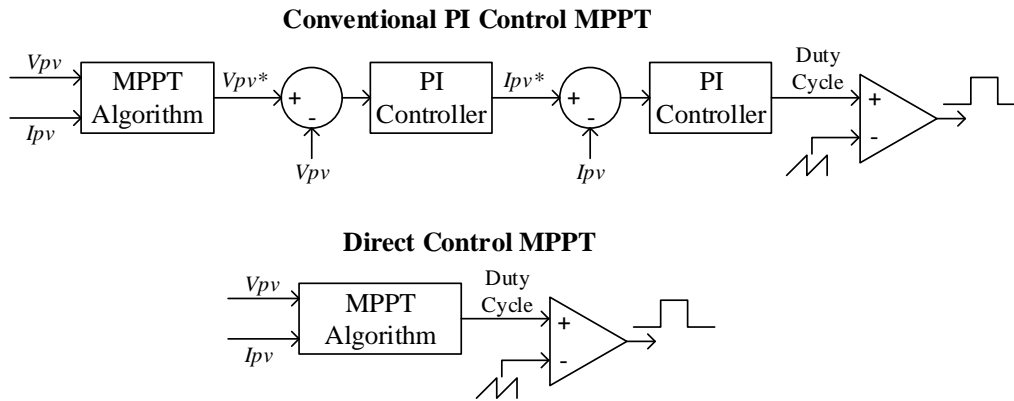 Conventional PI Control MPPT
Vpv
Ipv
MPPT
Algorithm
Vpv*
+
-
Vpv
PI
Controller
Ipv*
+
-
Ipv
PI
Controller
Duty
Cycle
+
-
Direct Control MPPT
Vpv
Ipv
MPPT
Algorithm
Duty
Cycle
+
-